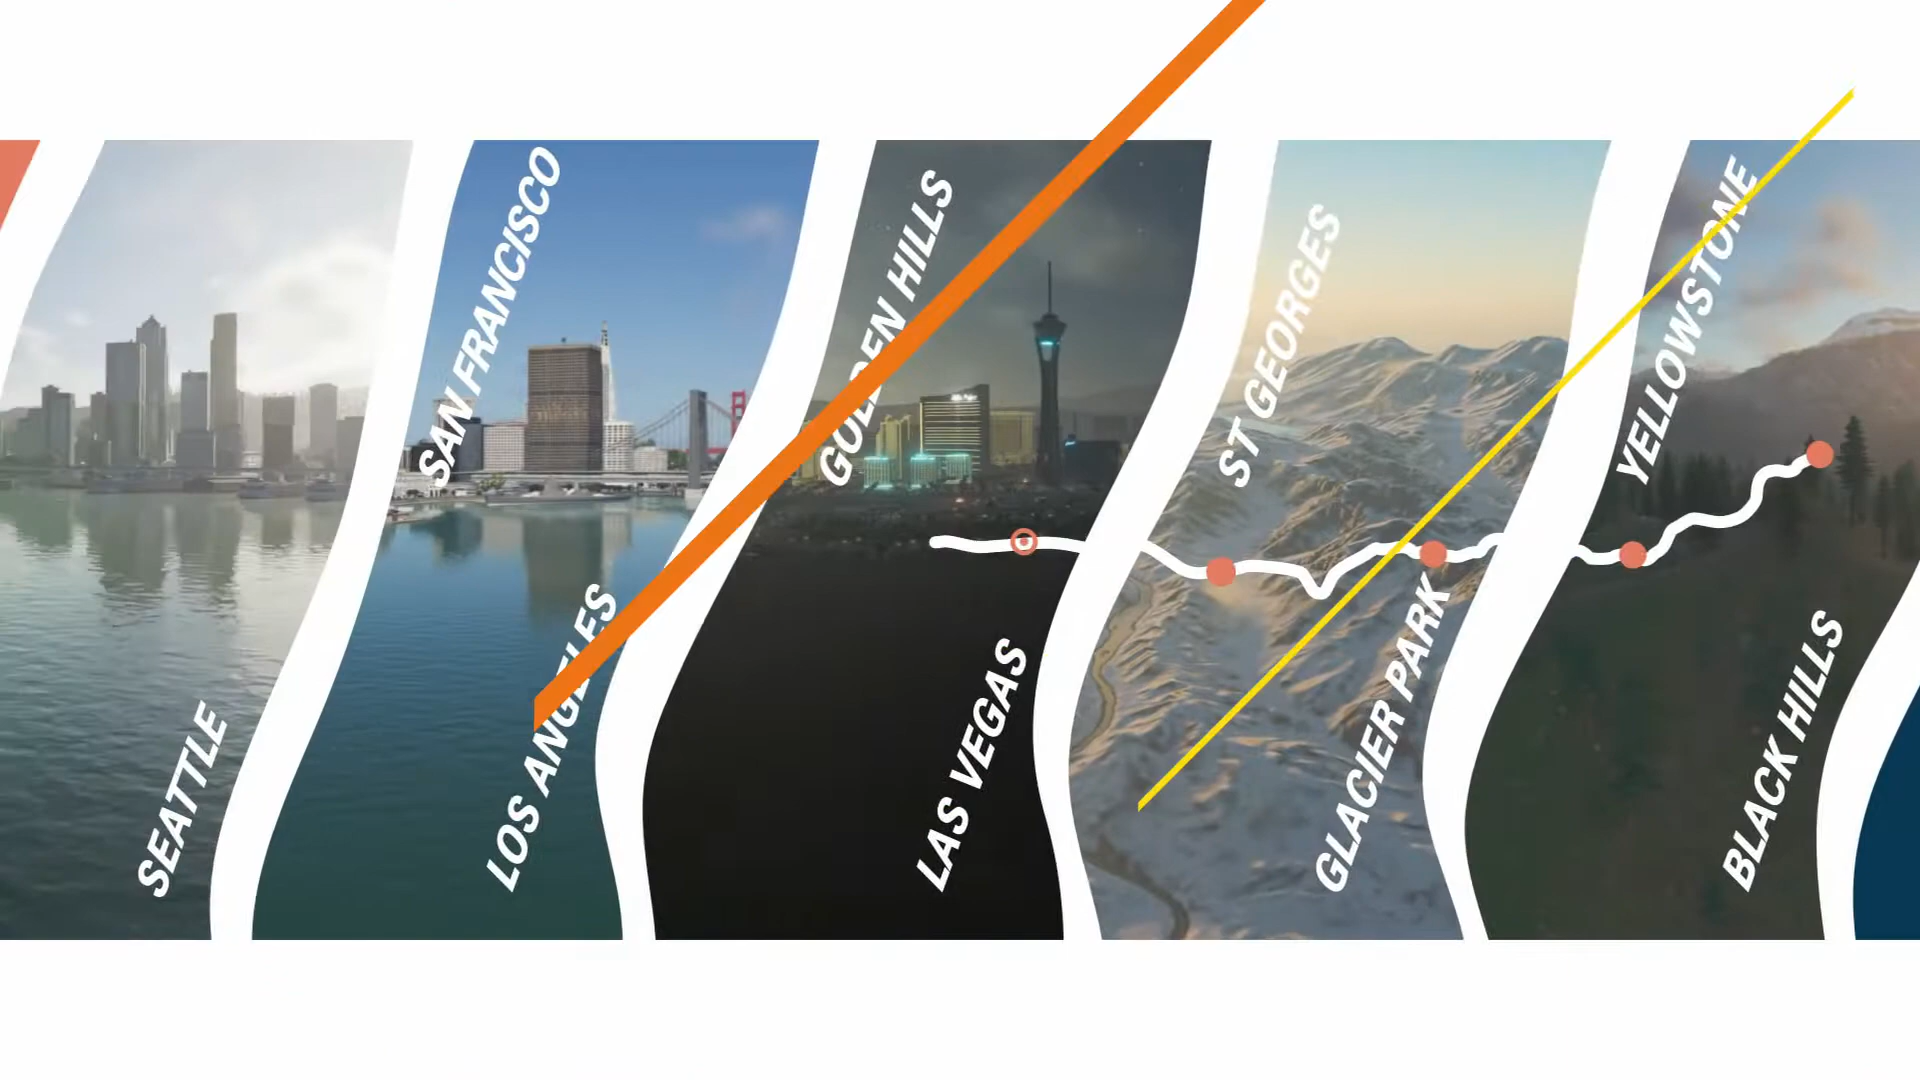 SEATTLE
SAN FRANCISCO
LOS ANGELES
GOLDEN HILLS
LAS VEGAS
ST GEORGES
GLACIER PARK
YELLOWSTONE
BLACK HILLS